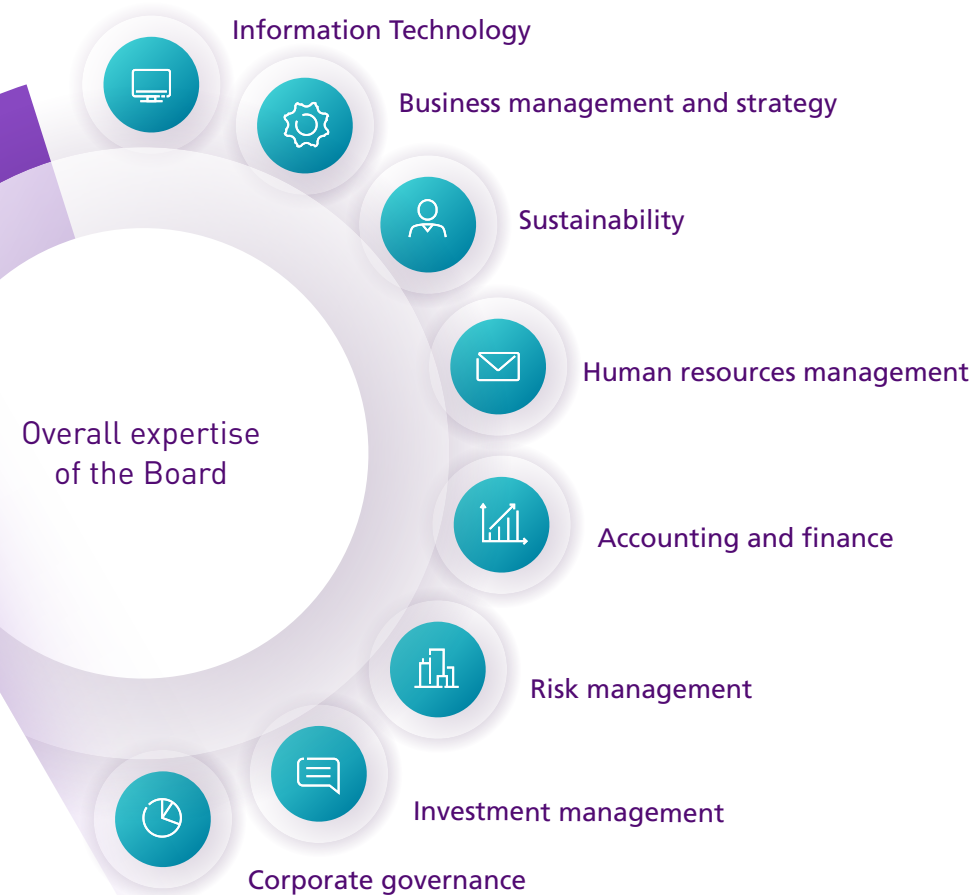 Information Technology
Business management and strategy
Sustainability
Human resources management
Overall expertise
of the Board
Accounting and finance
Risk management
Investment management
Corporate governance